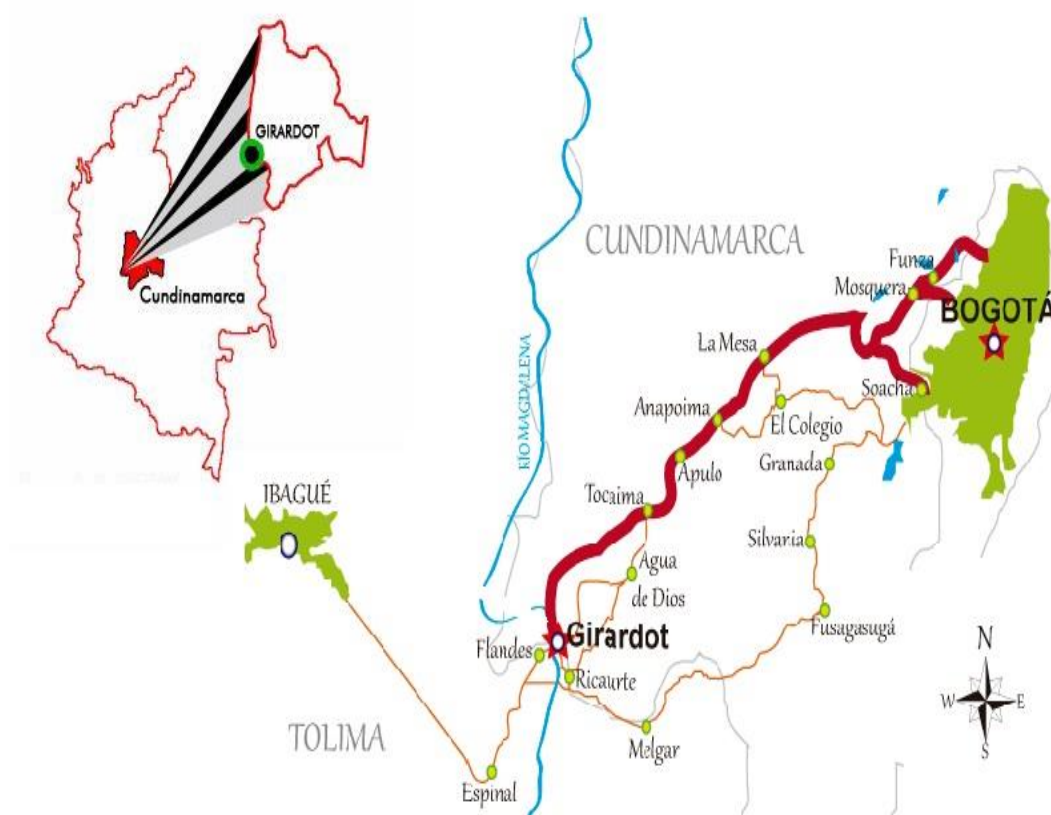 GIRARDOT
Cundinamarca
CUNDINAMARCA
RIO MAGDALENA
Funza
Mosquera
BOGOTÁ
La Mesa
Soacha
Anapoima
El Colegio
Apulo
Granada
Tocaima
IBAGUÉ
Silvania
Agua
de Dios
Fusagasugá
Girardot
Flandes
Ricaurte
N
W
E
S
TOLIMA
Melgar
Espinal